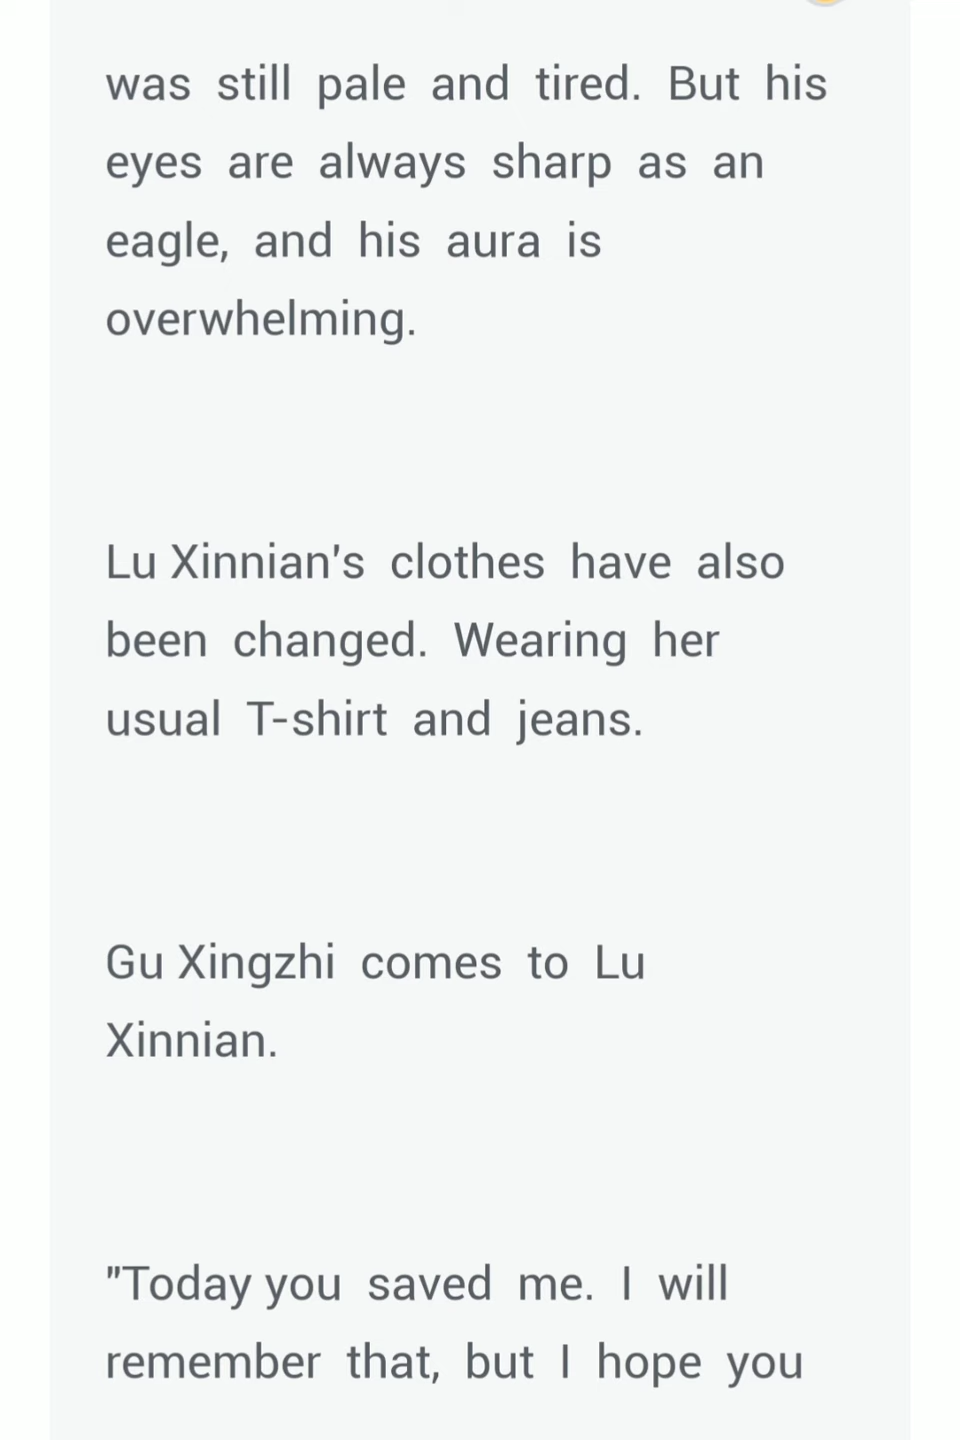 was still pale and tired. But his
eyes are always sharp as an
eagle, and his aura is
overwhelming.
Lu Xinnian's clothes have also
been changed. Wearing her
usual T-shirt and jeans.
Gu Xingzhi comes to Lu
Xinnian.
"Today you saved me. I will
remember that, but I hope you